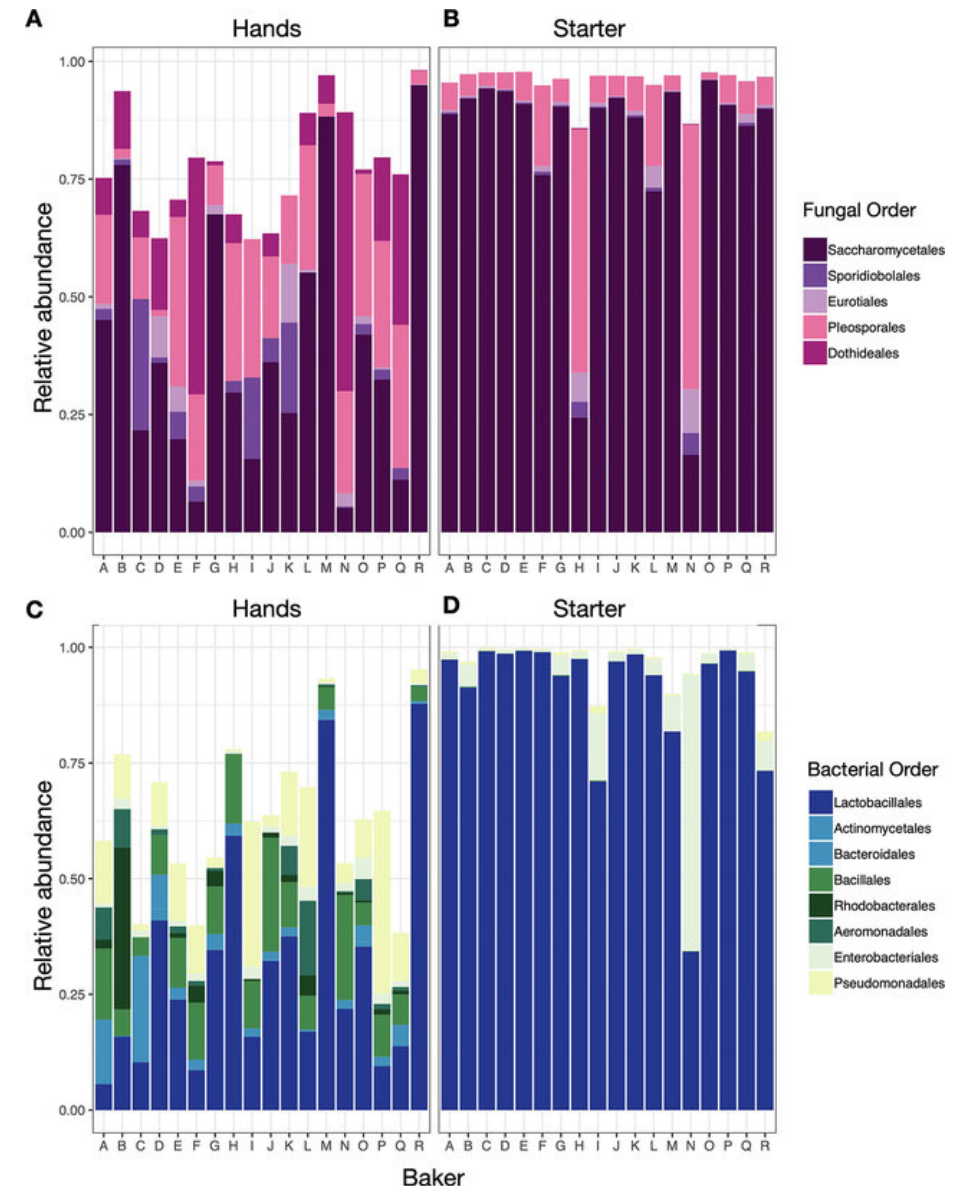 A
Hands
B
Starter
Relative abundance
1.00
0.75
0.50
0.25
0.00
A B C D E F G H I J K L M N O P Q R
A B C D E F G H I J K L M N O P Q R
Fungal Order
Saccharomycetales
Sporidiobolales
Eurotiales
Pleosporales
Dothideales
C
Hands
D
Starter
Relative abundance
1.00
0.75
0.50
0.25
0.00
A B C D E F G H I J K L M N O P Q R
A B C D E F G H I J K L M N O P Q R
Baker
Bacterial Order
Lactobacillales
Actinomycetales
Bacteroidales
Bacillales
Rhodobacterales
Aeromonadales
Enterobacteriales
Pseudomonadales